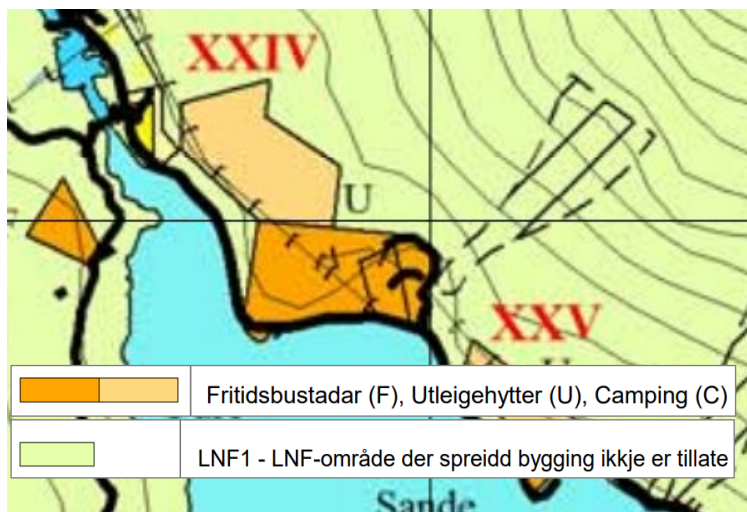 XXIV
U
XXV
Fritidsbustadar (F), Utleigehytter (U), Camping (C)
LNF1 - LNF-område der spreidd bygging ikkje er tillate
Sande